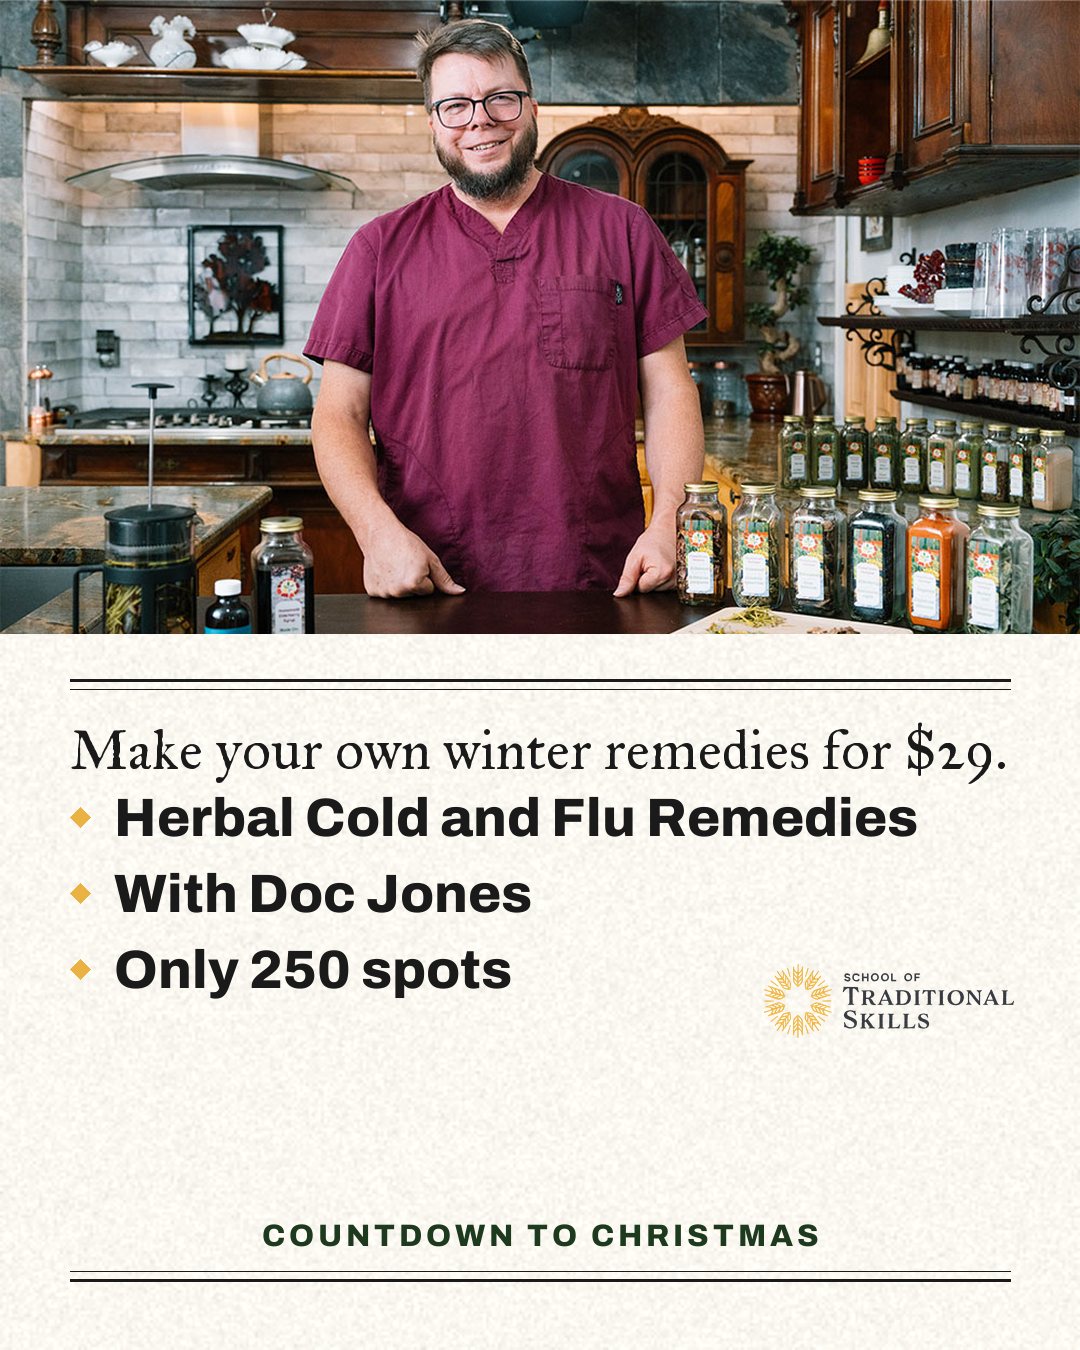 Make your own winter remedies for $29.
Herbal Cold and Flu Remedies
With Doc Jones
Only 250 spots
SCHOOL OF
TRADITIONAL
SKILLS
COUNTDOWN TO CHRISTMAS